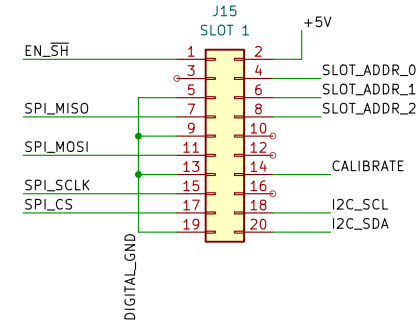 J15
SLOT 1
+5V
EN_SH
1
2
3
4
SLOT_ADDR_0
5
6
SLOT_ADDR_1
SPI_MISO
7
8
SLOT_ADDR_2
9
10
SPI_MOSI
11
12
13
14
CALIBRATE
SPI_SCLK
15
16
SPI_CS
17
18
I2C_SCL
19
20
I2C_SDA
DIGITAL_GND